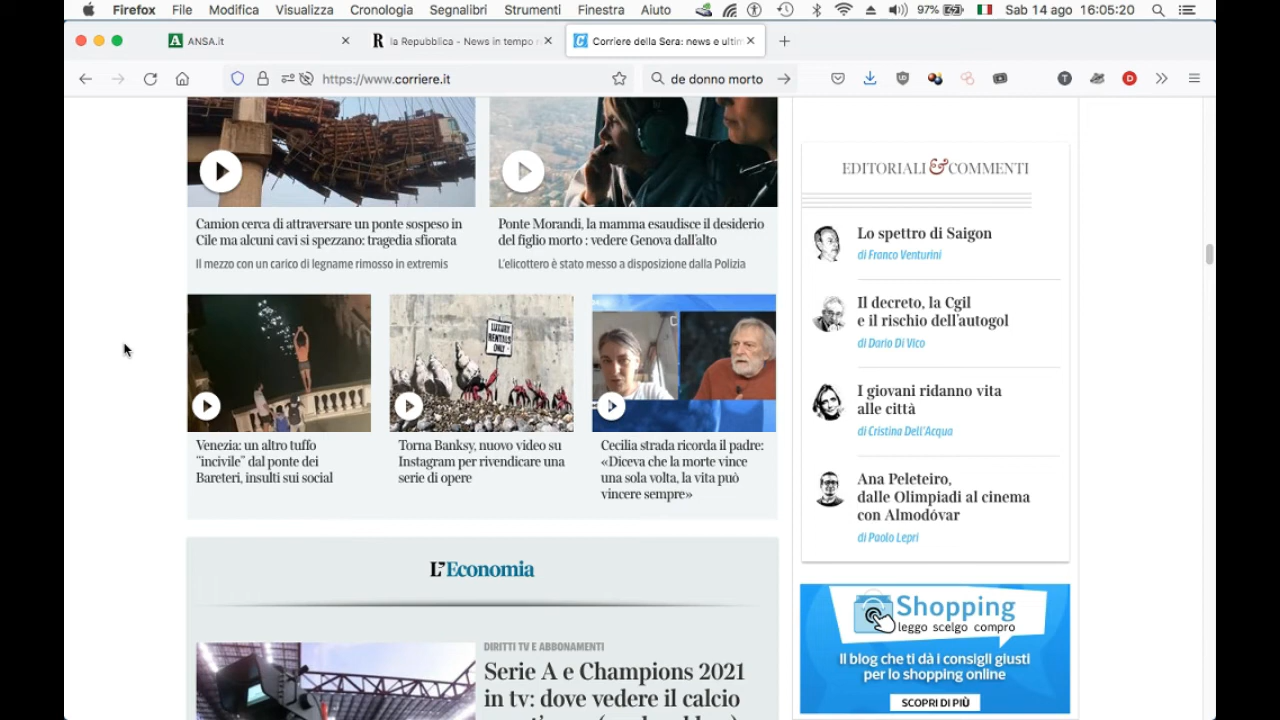 Firefox File Modifica Visualizza Cronologia Segnalibri Strumenti Finestra Aiuto 97% Sab 14 ago 16:05:20
ANSA.it
la Repubblica - News in tempo r
Corriere della Sera: news e ultim
https://www.corriere.it
de donno morto
Camion cerca di attraversare un ponte sospeso in
Cile ma alcuni cavi si spezzano: tragedia sfiorata
Il mezzo con un carico di legname rimosso in extremis
Ponte Morandi, la mamma esaudisce il desiderio
del figlio morto : vedere Genova dall'alto
L'elicottero è stato messo a disposizione dalla Polizia
LUXURY
RENTALS
ONLY
Venezia: un altro tuffo
"incivile" dal ponte dei
Bareteri, insulti sui social
Torna Banksy, nuovo video su
Instagram per rivendicare una
serie di opere
Cecilia strada ricorda il padre:
«Diceva che la morte vince
una sola volta, la vita può
vincere sempre»
L'Economia
DIRITTI TV E ABBONAMENTI
Serie A e Champions 2021
in tv: dove vedere il calcio
EDITORIALI & COMMENTI
Lo spettro di Saigon
di Franco Venturini
Il decreto, la Cgil
e il rischio dell'autogol
di Dario Di Vico
I giovani ridanno vita
alle città
di Cristina Dell'Acqua
Ana Peleteiro,
dalle Olimpiadi al cinema
con Almodóvar
di Paolo Lepri
Shopping
leggo scelgo compro
Il blog che ti dà i consigli giusti
per lo shopping online
SCOPRI DI PIÙ